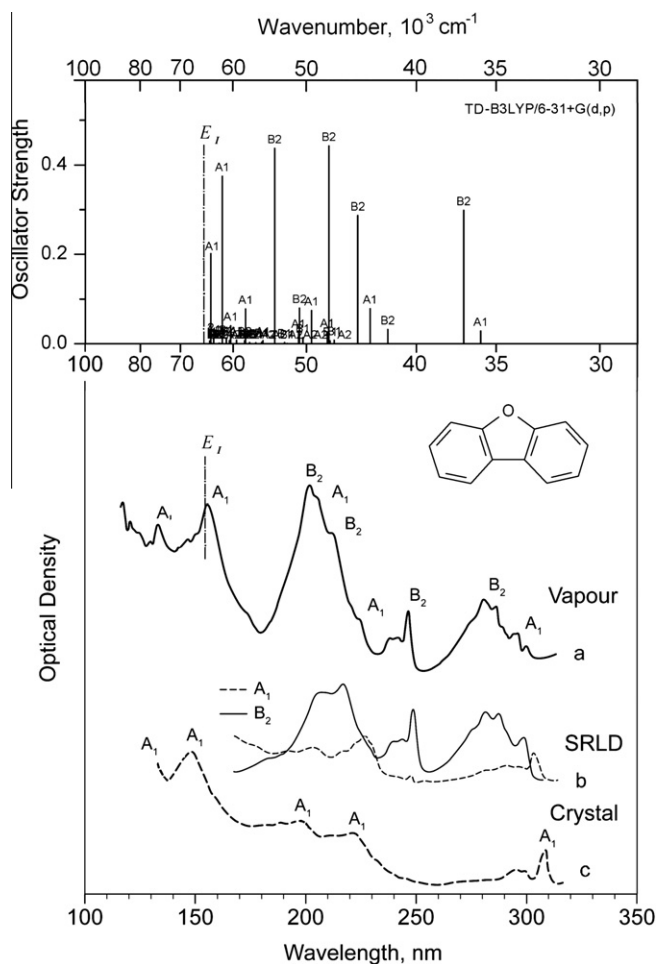 Wavenumber, 10³ cm⁻¹
100 80 70 60 50 40 30
Oscillator Strength
0.4
0.2
0.0
TD-B3LYP/6-31+G(d,p)
E_I
A1
A1
A1
A1
B2
B2
A1
A1
B2
A2
B2
A1
B2
B2
A1
100 80 70 60 50 40 30
O
Optical Density
E_I
A₁
A₁
B₂
A₁
B₂
A₁
B₂
B₂
A₁
Vapour
a
A₁
B₂
SRLD
b
Crystal
A₁
A₁
A₁
A₁
A₁
c
100 150 200 250 300 350
Wavelength, nm